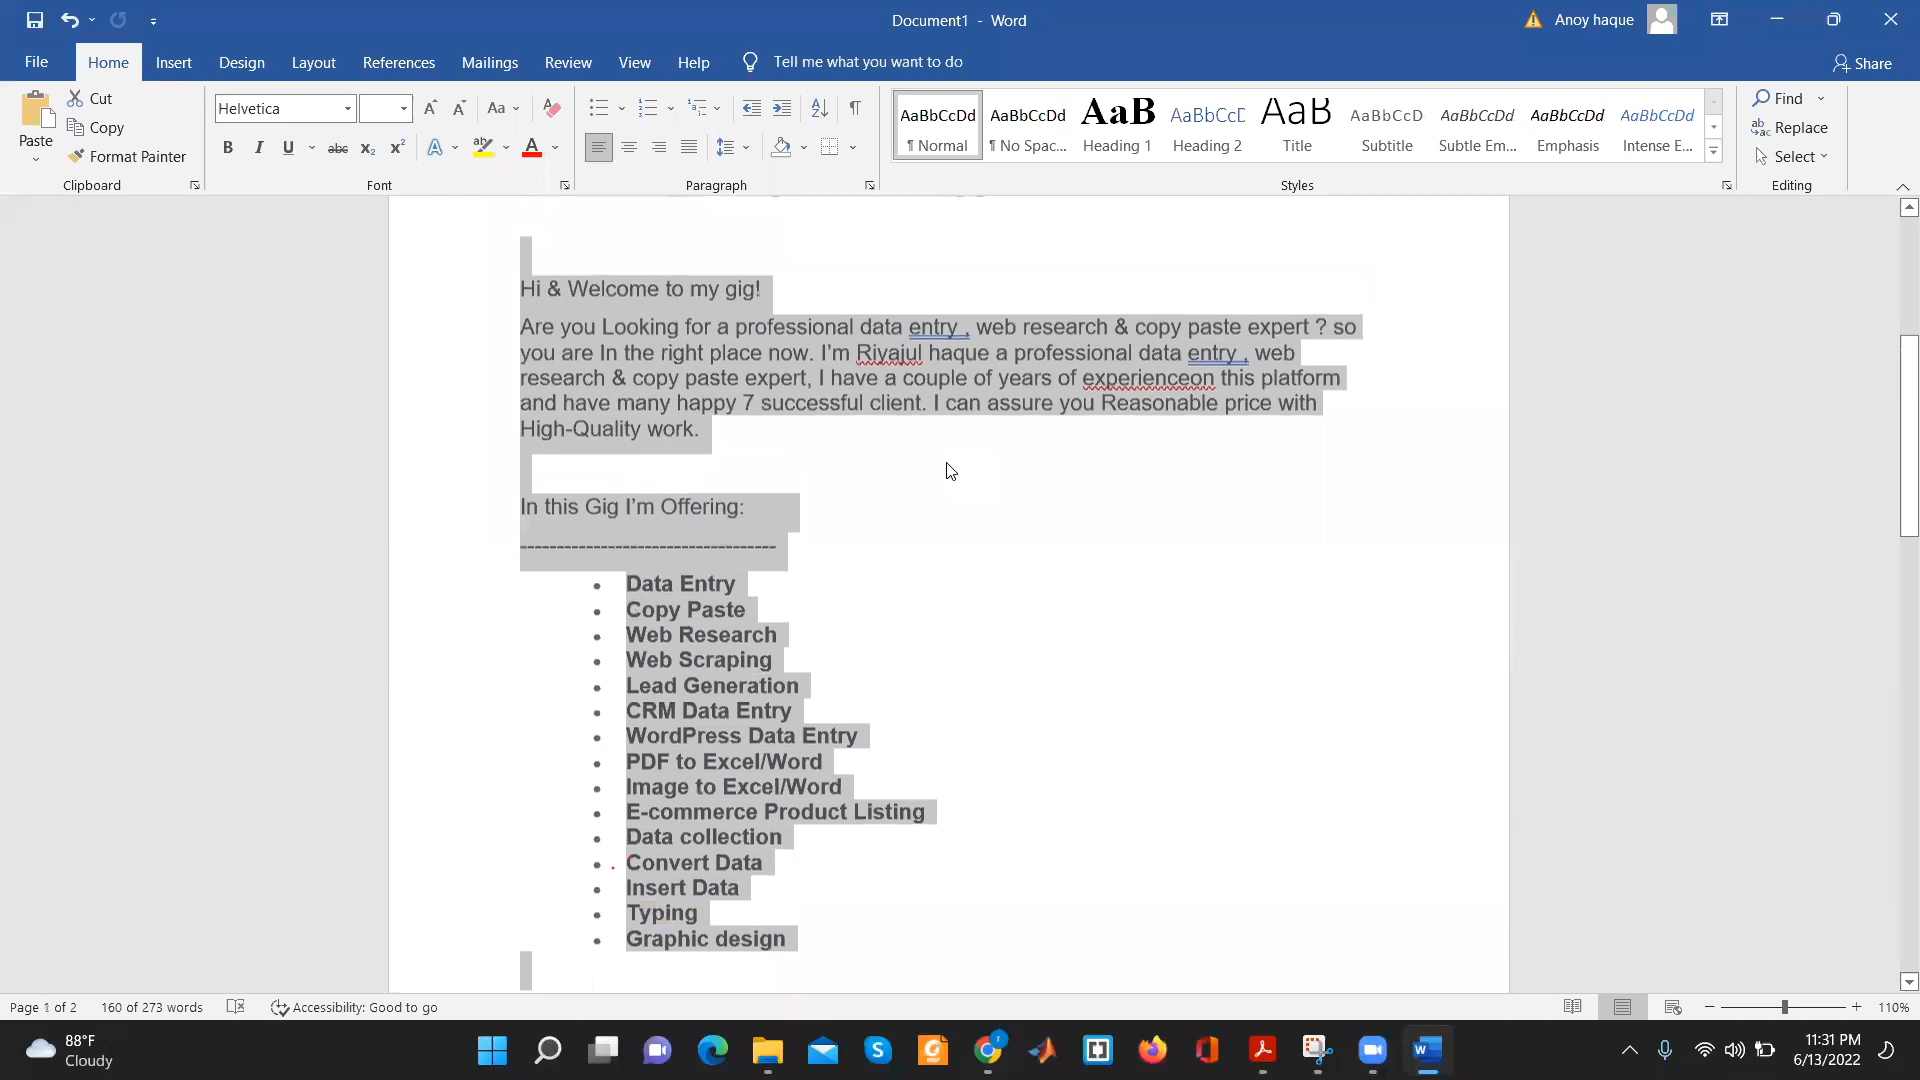 Document1 - Word
Anoy haque
File Home Insert Design Layout References Mailings Review View Help Tell me what you want to do Share
Paste
Cut
Copy
Format Painter
Clipboard
Helvetica
Aa
B I U abc x₂ x² A A
Font
Paragraph
AaBbCcDd AaBbCcDd AaB AaBbCcC AaB AaBbCcD AaBbCcDd AaBbCcDd AaBbCcDd
¶ Normal ¶ No Spac... Heading 1 Heading 2 Title Subtitle Subtle Em... Emphasis Intense E...
Styles
Find
Replace
Select
Editing
Hi & Welcome to my gig!
Are you Looking for a professional data entry , web research & copy paste expert ? so
you are In the right place now. I’m Riyajul haque a professional data entry , web
research & copy paste expert, I have a couple of years of experienceon this platform
and have many happy 7 successful client. I can assure you Reasonable price with
High-Quality work.
In this Gig I’m Offering:
-----------------------------------
• Data Entry
• Copy Paste
• Web Research
• Web Scraping
• Lead Generation
• CRM Data Entry
• WordPress Data Entry
• PDF to Excel/Word
• Image to Excel/Word
• E-commerce Product Listing
• Data collection
• Convert Data
• Insert Data
• Typing
• Graphic design
Page 1 of 2 160 of 273 words Accessibility: Good to go 110%
88°F
Cloudy
11:31 PM
6/13/2022